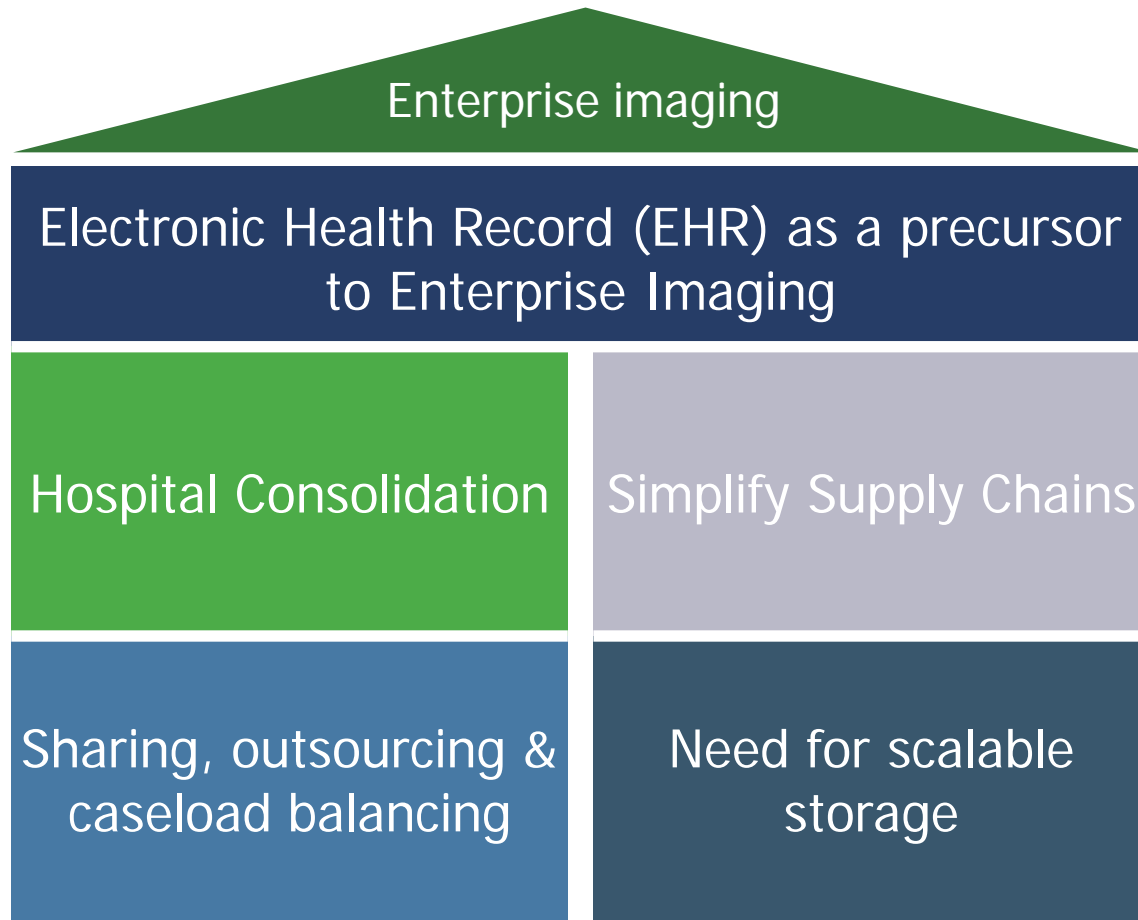 Enterprise imaging
Electronic Health Record (EHR) as a precursor
to Enterprise Imaging
Hospital Consolidation
Simplify Supply Chains
Sharing, outsourcing &
caseload balancing
Need for scalable
storage